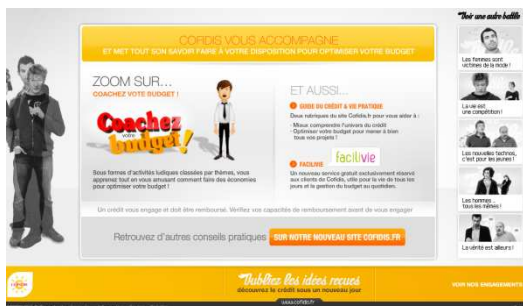 Voir une autre battle
COFIDIS VOUS ACCOMPAGNE
ET MET TOUT SON SAVOIR FAIRE À VOTRE DISPOSITION POUR OPTIMISER VOTRE BUDGET
ZOOM SUR...
COACHEZ VOTRE BUDGET !
Coachez
votre
budget!
Sous formes d'activités ludiques classées par thèmes, vous
apprenez tout en vous amusant comment faire des économies
pour optimiser votre budget !
ET AUSSI...
GUIDE DU CRÉDIT & VIE PRATIQUE
Deux rubriques du site Cofidis.fr pour vous aider à :
- Mieux comprendre l'univers du crédit
- Optimiser votre budget pour mener à bien
tous vos projets !
facilivie
FACILIVIE
Un nouveau service gratuit exclusivement réservé
aux clients de Cofidis, utile pour la vie de tous les
jours et la gestion du budget au quotidien.
Un crédit vous engage et doit être remboursé. Vérifiez vos capacités de remboursement avant de vous engager
Retrouvez d'autres conseils pratiques
SUR NOTRE NOUVEAU SITE COFIDIS.FR
Les femmes sont
victimes de la mode !
La vie est
une compétition !
Les nouvelles technos,
c'est pour les jeunes !
Les hommes...
tous les mêmes !
La vérité est ailleurs !
Oubliez les idées reçues
découvrez le crédit sous un nouveau jour
VOIR NOS ENGAGEMENTS
www.cofidis.fr